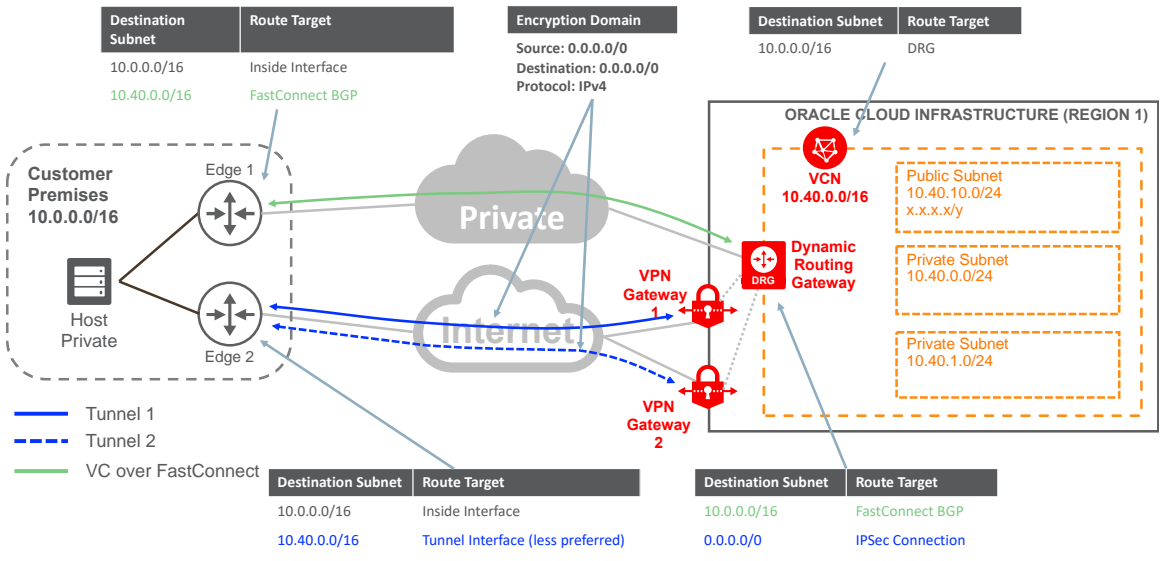 Destination Subnet Route Target
10.0.0.0/16 Inside Interface
10.40.0.0/16 FastConnect BGP
Encryption Domain
Source: 0.0.0.0/0
Destination: 0.0.0.0/0
Protocol: IPv4
Destination Subnet Route Target
10.0.0.0/16 DRG
ORACLE CLOUD INFRASTRUCTURE (REGION 1)
Customer
Premises
10.0.0.0/16
Edge 1
Host
Private
Edge 2
Private
Internet
VPN
Gateway
1
VPN
Gateway
2
DRG
Dynamic
Routing
Gateway
VCN
10.40.0.0/16
Public Subnet
10.40.10.0/24
x.x.x.x/y
Private Subnet
10.40.0.0/24
Private Subnet
10.40.1.0/24
Tunnel 1
Tunnel 2
VC over FastConnect
Destination Subnet Route Target
10.0.0.0/16 Inside Interface
10.40.0.0/16 Tunnel Interface (less preferred)
Destination Subnet Route Target
10.0.0.0/16 FastConnect BGP
0.0.0.0/0 IPSec Connection